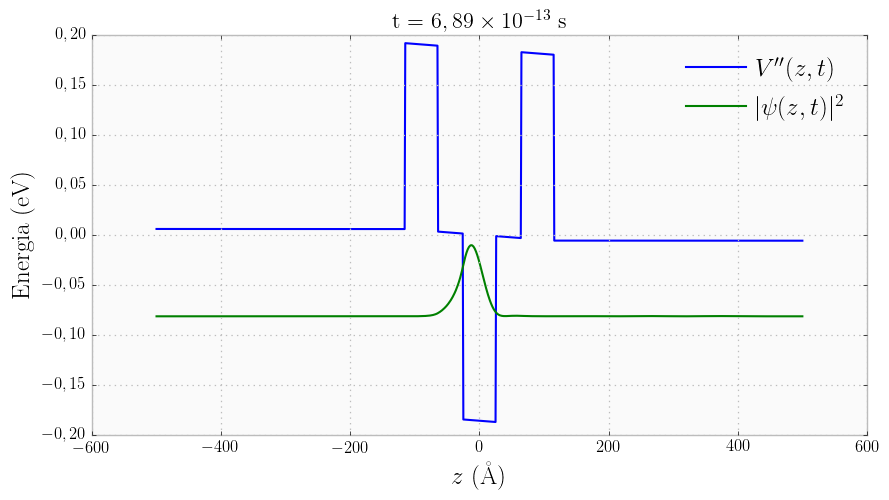 t = 6,89 × 10⁻¹³ s
Energia (eV)
0,20
0,15
0,10
0,05
0,00
−0,05
−0,10
−0,15
−0,20
V′′(z, t)
|ψ(z, t)|²
−600 −400 −200 0 200 400 600
z (Å)